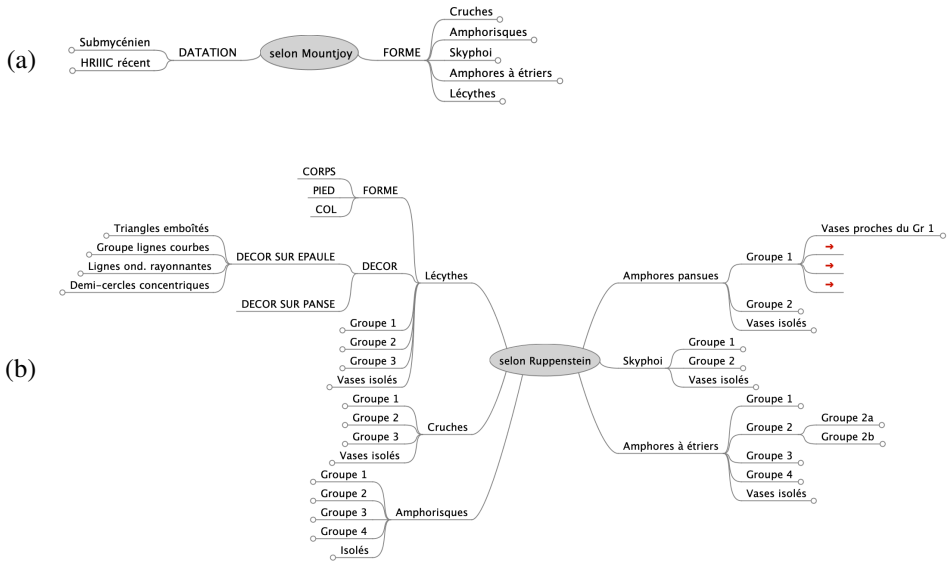 (a)
Submycénien
HRIIIC récent
DATATION
selon Mountjoy
FORME
Cruches
Amphorisques
Skyphoi
Amphores à étriers
Lécythes
(b)
selon Ruppenstein
Lécythes
FORME
CORPS
PIED
COL
DECOR
DECOR SUR EPAULE
Triangles emboîtés
Groupe lignes courbes
Lignes ond. rayonnantes
Demi-cercles concentriques
DECOR SUR PANSE
Groupe 1
Groupe 2
Groupe 3
Vases isolés
Cruches
Groupe 1
Groupe 2
Groupe 3
Vases isolés
Amphorisques
Groupe 1
Groupe 2
Groupe 3
Groupe 4
Isolés
Amphores pansues
Groupe 1
Vases proches du Gr 1
➔
➔
➔
Groupe 2
Vases isolés
Skyphoi
Groupe 1
Groupe 2
Vases isolés
Amphores à étriers
Groupe 1
Groupe 2
Groupe 2a
Groupe 2b
Groupe 3
Groupe 4
Vases isolés